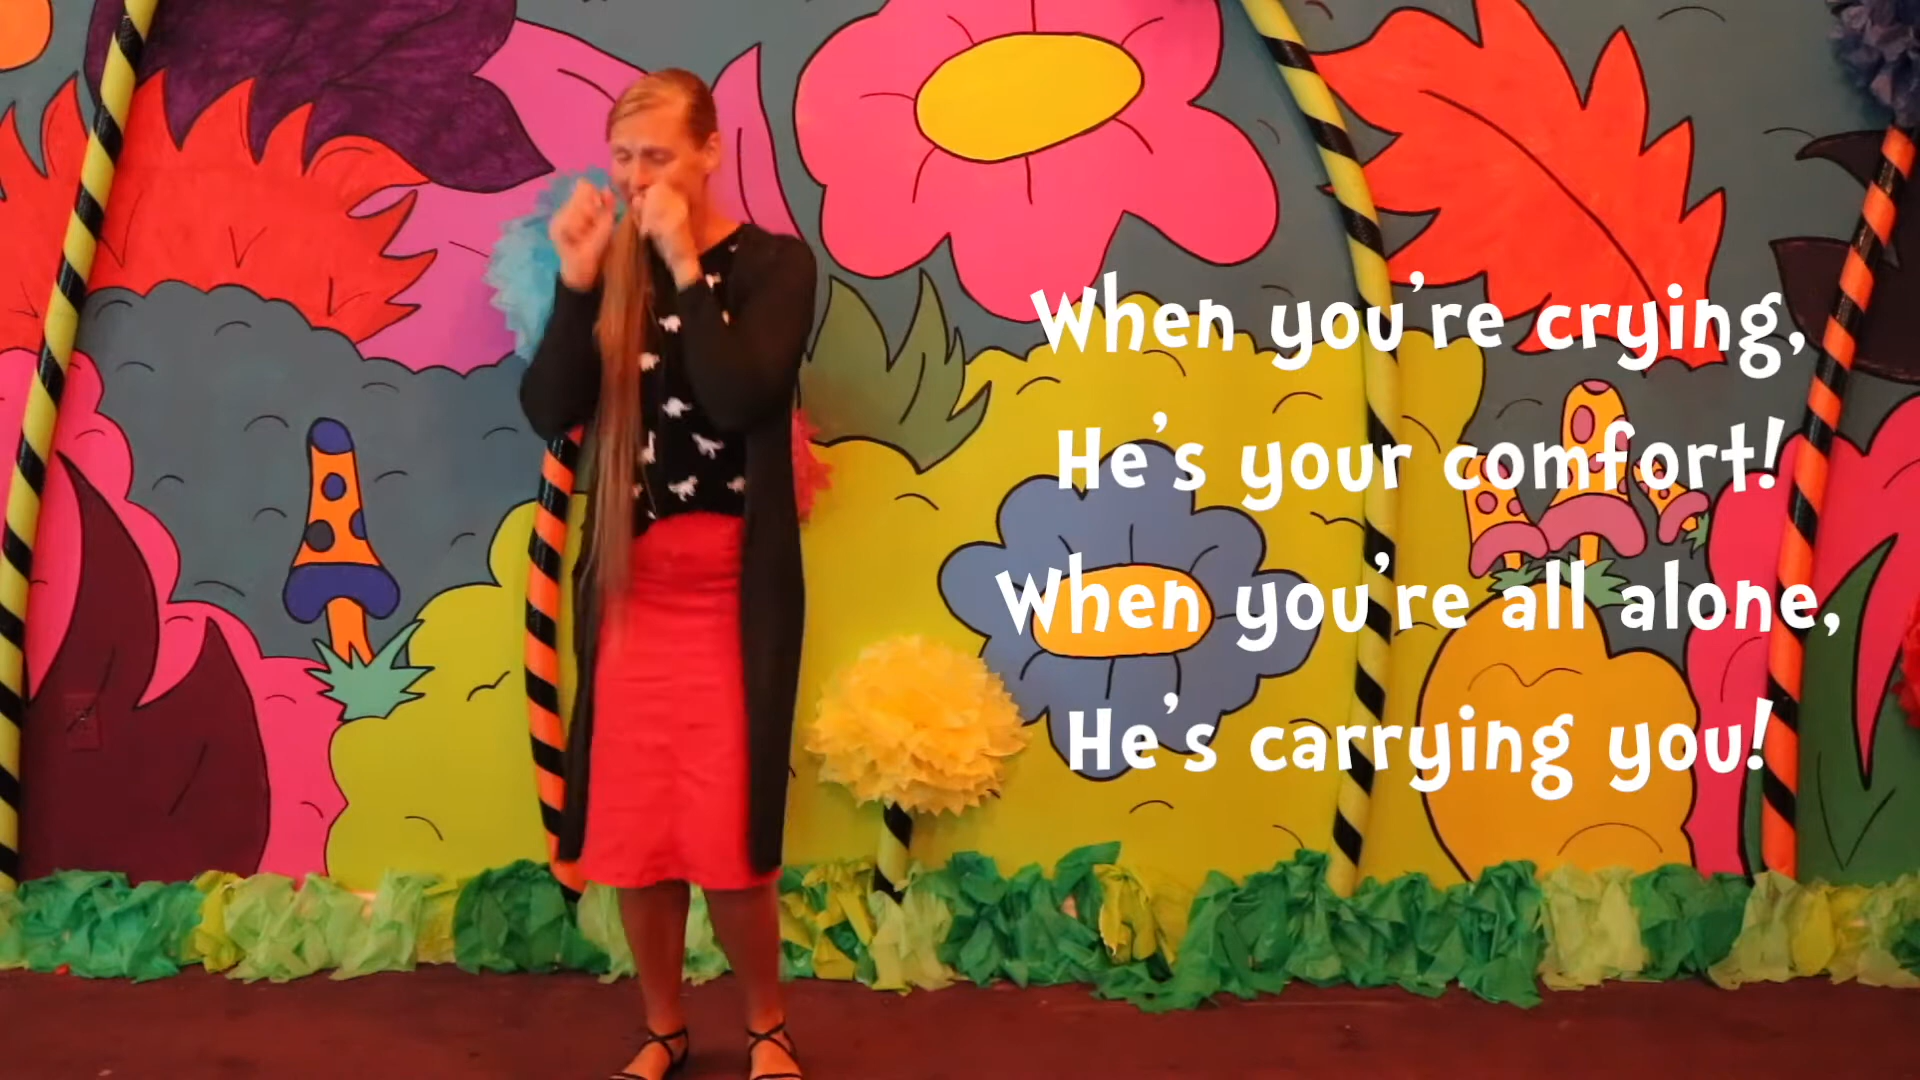 When you're crying,
He's your comfort!
When you're all alone,
He's carrying you!